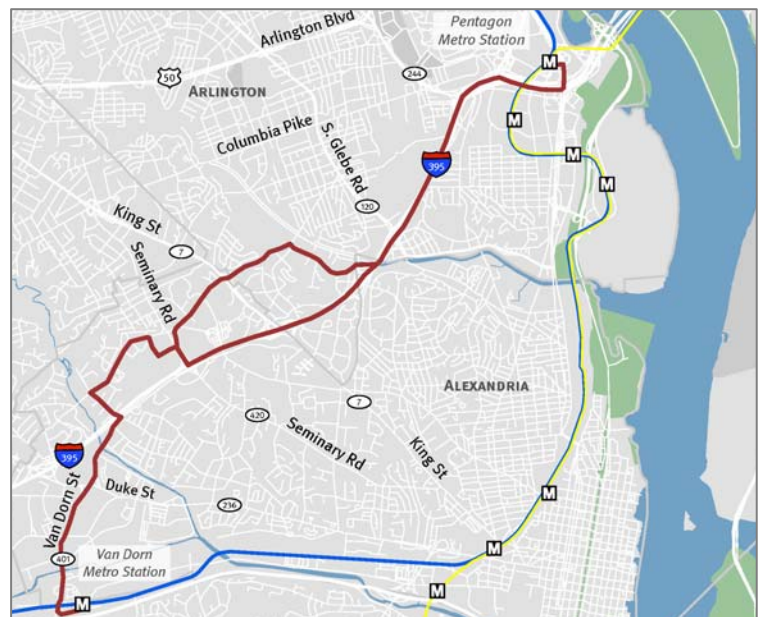 Pentagon
Metro Station
Arlington Blvd
M
244
50
ARLINGTON
Columbia Pike
S. Glebe Rd
M
395
M
M
King St
120
7
Seminary Rd
ALEXANDRIA
7
420
Seminary Rd
King St
395
Van Dorn St
Duke St
M
236
M
401
Van Dorn
Metro Station
M
M